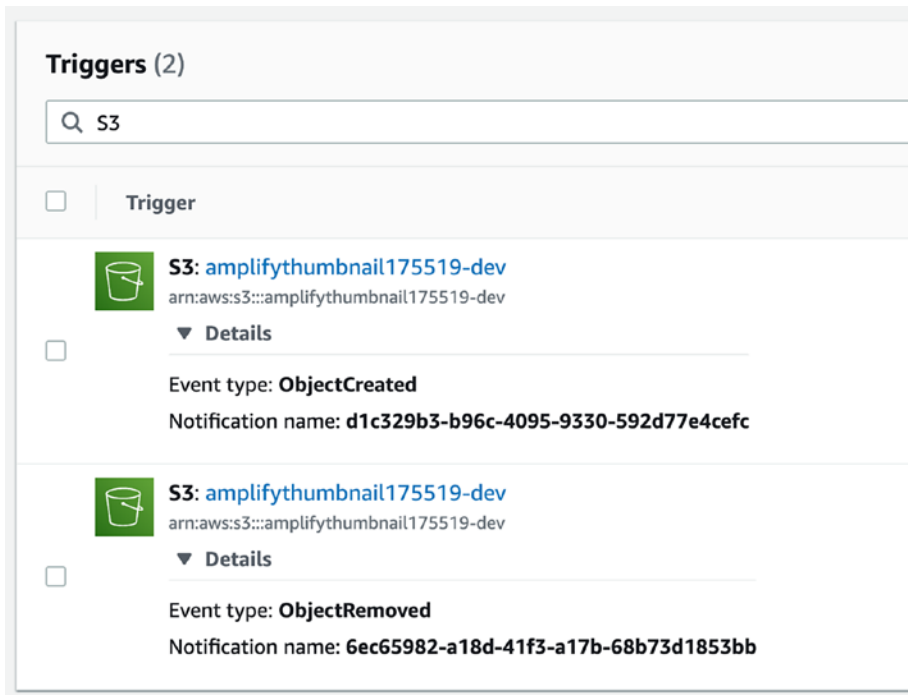 Triggers (2)
S3
Trigger
S3: amplifythumbnail175519-dev
arn:aws:s3:::amplifythumbnail175519-dev
▼ Details
Event type: ObjectCreated
Notification name: d1c329b3-b96c-4095-9330-592d77e4cefc
S3: amplifythumbnail175519-dev
arn:aws:s3:::amplifythumbnail175519-dev
▼ Details
Event type: ObjectRemoved
Notification name: 6ec65982-a18d-41f3-a17b-68b73d1853bb